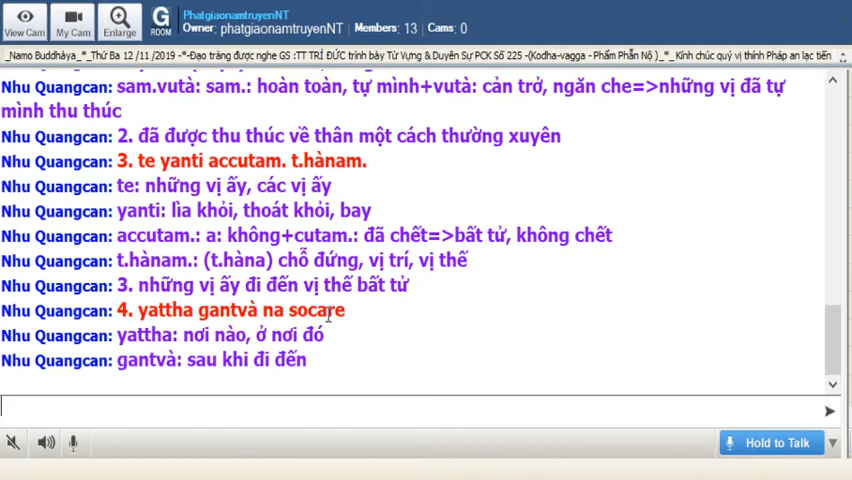 View Cam
My Cam
Enlarge
G
ROOM
PhatgiaonamtruyenNT
Owner: phatgiaonamtruyenNT Members: 13 Cams: 0
_Namo Buddhàya_*_Thứ Ba 12 /11 /2019 -*-Đạo tràng được nghe GS :TT TRÍ ĐỨC trình bày Từ Vựng & Duyên Sự PCK Số 225 -(Kodha-vagga - Phẩm Phẫn Nộ )_*_ Kính chúc quý vị thính Pháp an lạc tiến
Nhu Quangcan: sam.vutà: sam.: hoàn toàn, tự mình+vutà: cản trở, ngăn che=>những vị đã tự
mình thu thúc
Nhu Quangcan: 2. đã được thu thúc về thân một cách thường xuyên
Nhu Quangcan: 3. te yanti accutam. t.hànam.
Nhu Quangcan: te: những vị ấy, các vị ấy
Nhu Quangcan: yanti: lìa khỏi, thoát khỏi, bay
Nhu Quangcan: accutam.: a: không+cutam.: đã chết=>bất tử, không chết
Nhu Quangcan: t.hànam.: (t.hàna) chỗ đứng, vị trí, vị thế
Nhu Quangcan: 3. những vị ấy đi đến vị thế bất tử
Nhu Quangcan: 4. yattha gantvà na socare
Nhu Quangcan: yattha: nơi nào, ở nơi đó
Nhu Quangcan: gantvà: sau khi đi đến
Hold to Talk